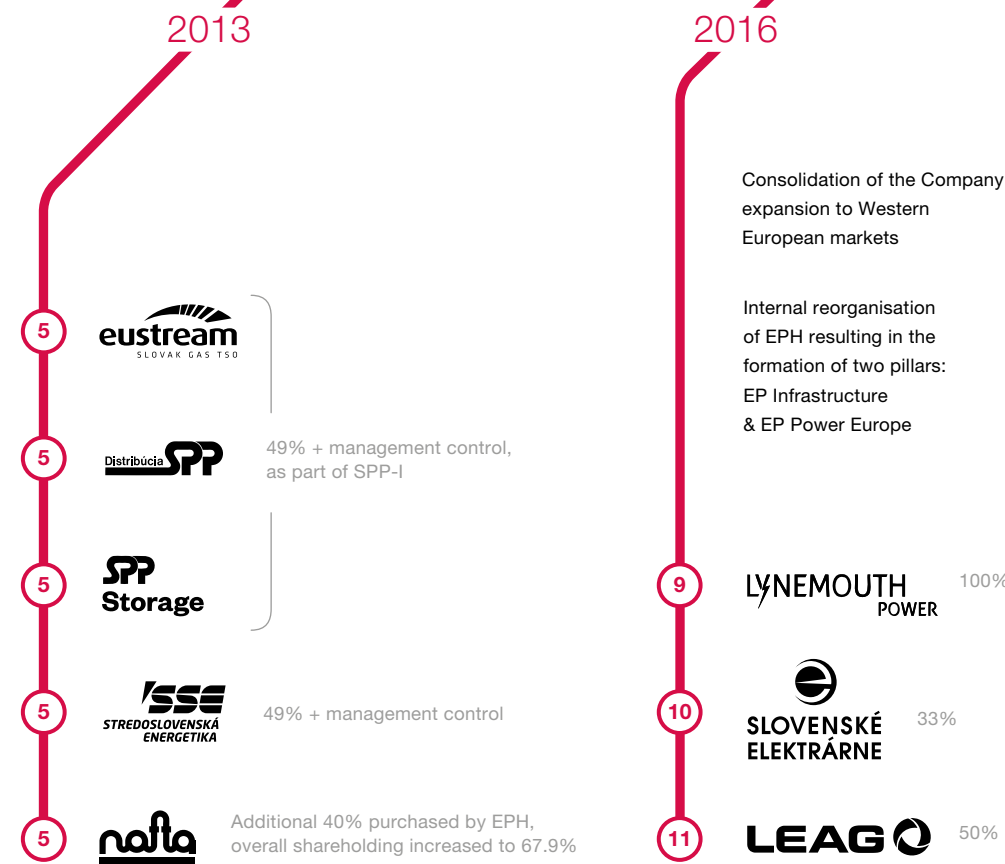 2013
5
eustream
SLOVAK GAS TSO
5
Distribúcia SPP
49% + management control,
as part of SPP-I
5
SPP
Storage
5
SSE
STREDOSLOVENSKÁ
ENERGETIKA
49% + management control
5
nafta
Additional 40% purchased by EPH,
overall shareholding increased to 67.9%
2016
Consolidation of the Company
expansion to Western
European markets
Internal reorganisation
of EPH resulting in the
formation of two pillars:
EP Infrastructure
& EP Power Europe
9
LYNEMOUTH
POWER
100%
10
SLOVENSKÉ
ELEKTRÁRNE
33%
11
LEAG
50%